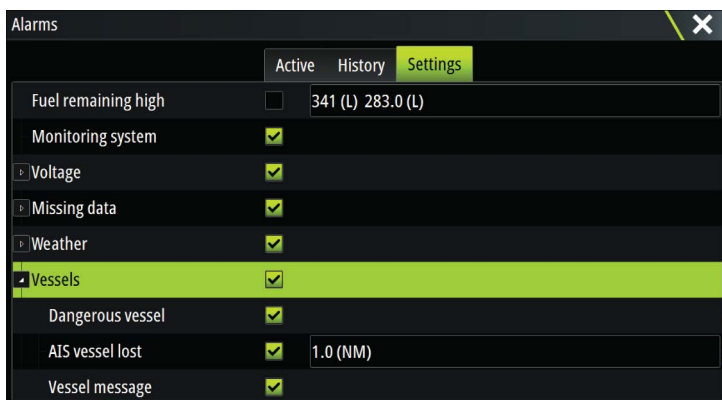 Alarms
Active History Settings
Fuel remaining high 341 (L) 283.0 (L)
Monitoring system
Voltage
Missing data
Weather
Vessels
Dangerous vessel
AIS vessel lost 1.0 (NM)
Vessel message